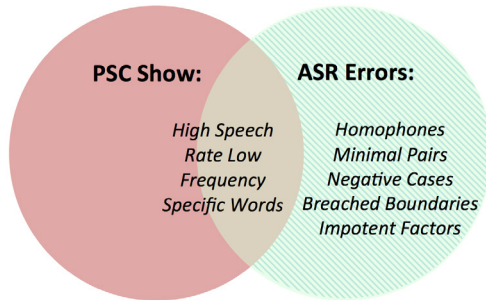 PSC Show:
ASR Errors:
High Speech
Rate Low
Frequency
Specific Words
Homophones
Minimal Pairs
Negative Cases
Breached Boundaries
Impotent Factors